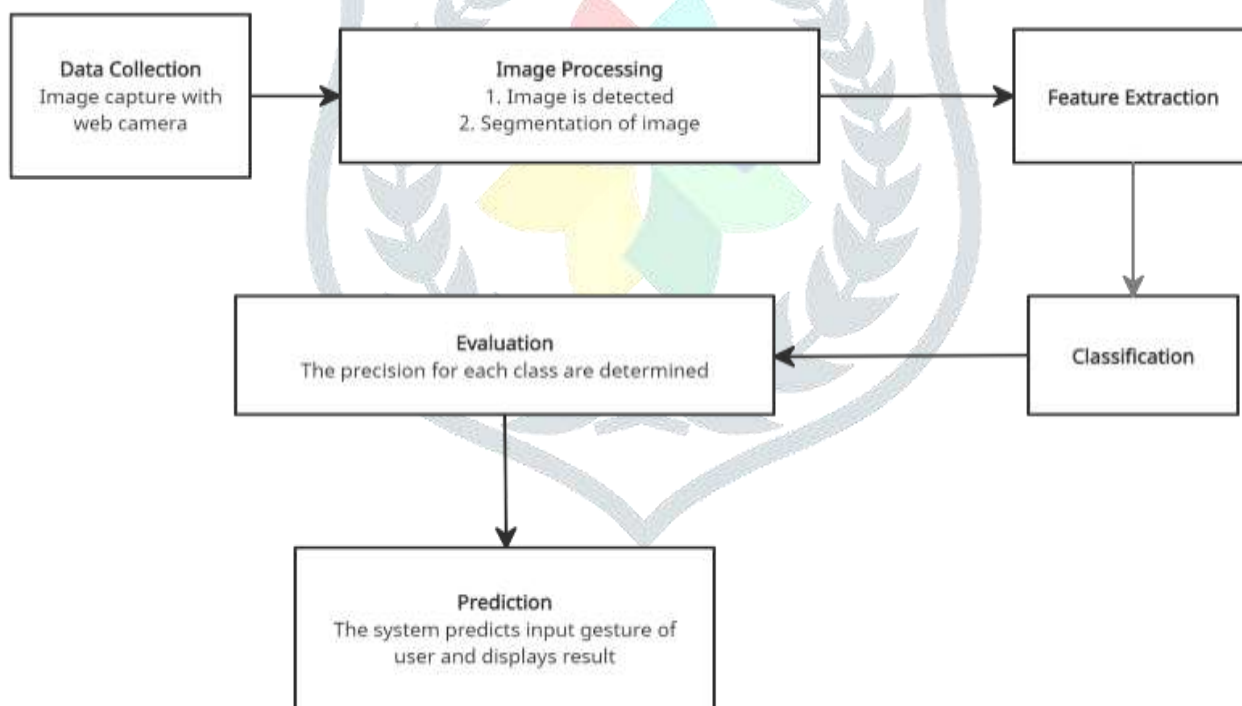 Data Collection
Image capture with
web camera
Image Processing
1. Image is detected
2. Segmentation of image
Feature Extraction
Classification
Evaluation
The precision for each class are determined
Prediction
The system predicts input gesture of
user and displays result